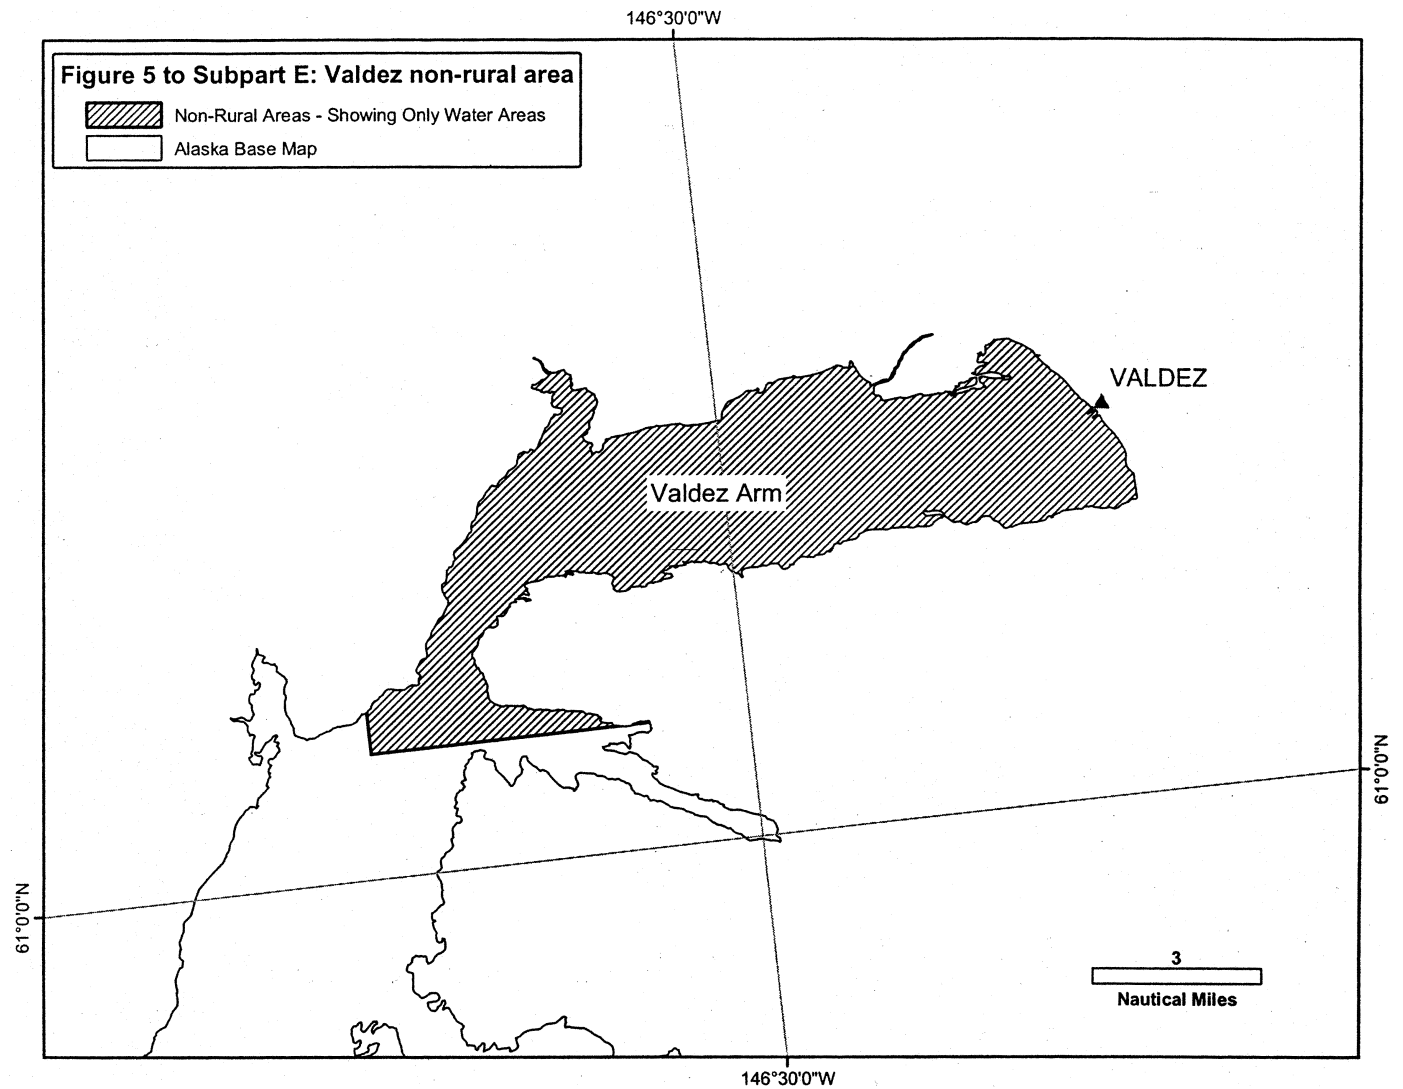 146°30'0"W
Figure 5 to Subpart E: Valdez non-rural area
Non-Rural Areas - Showing Only Water Areas
Alaska Base Map
VALDEZ
Valdez Arm
61°0'0"N
61°0'0"N
3
Nautical Miles
146°30'0"W